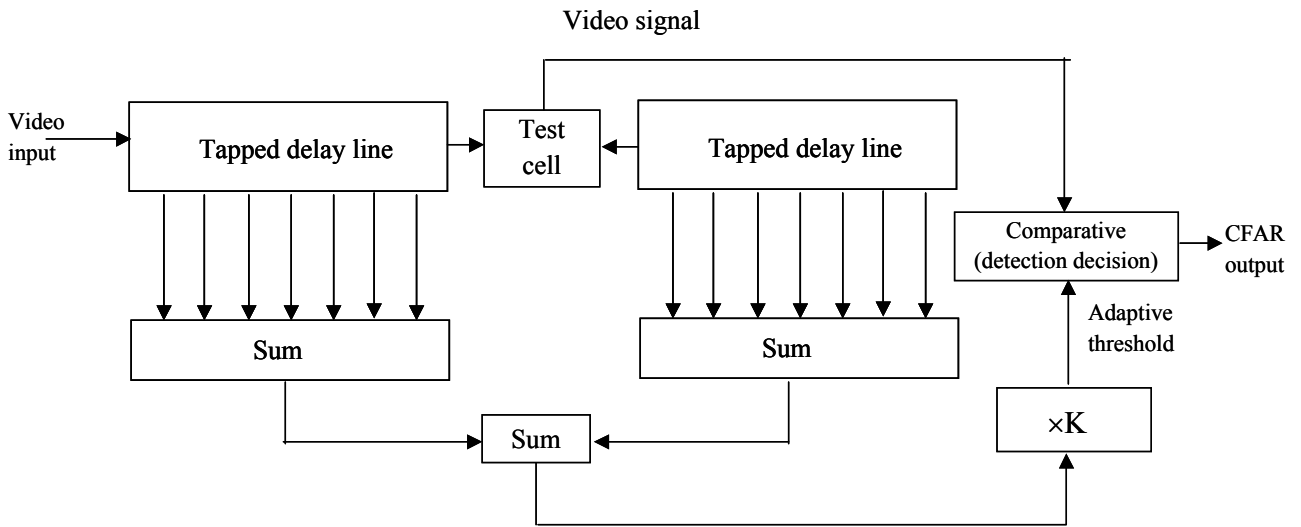 Video signal
Video
input
Tapped delay line
Test
cell
Tapped delay line
Comparative
(detection decision)
CFAR
output
Adaptive
threshold
Sum
Sum
×K
Sum